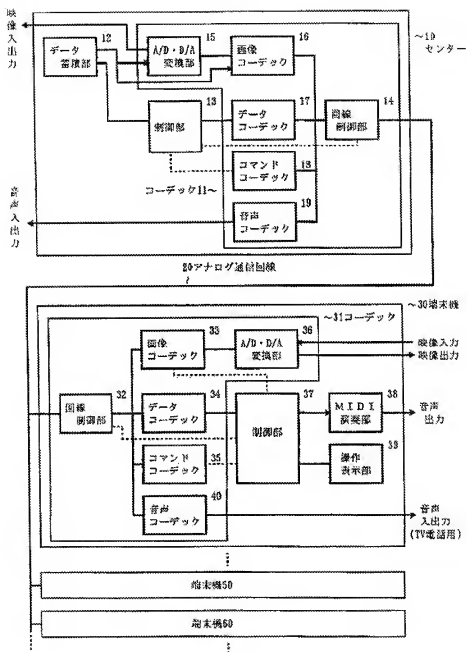 映像入出力
データ蓄積部
12
A/D・D/A変換部
15
画像コーデック
16
~10
センター
制御部
13
データコーデック
17
回線制御部
14
コマンドコーデック
18
コーデック11~
音声入出力
音声コーデック
19
20アナログ通信回線
~30端末機
~31コーデック
画像コーデック
33
A/D・D/A変換部
36
映像入力
映像出力
回線制御部
32
データコーデック
34
制御部
37
MIDI演奏部
38
音声出力
コマンドコーデック
35
操作表示部
39
音声コーデック
40
音声入出力
(TV電話用)
端末機50
端末機60